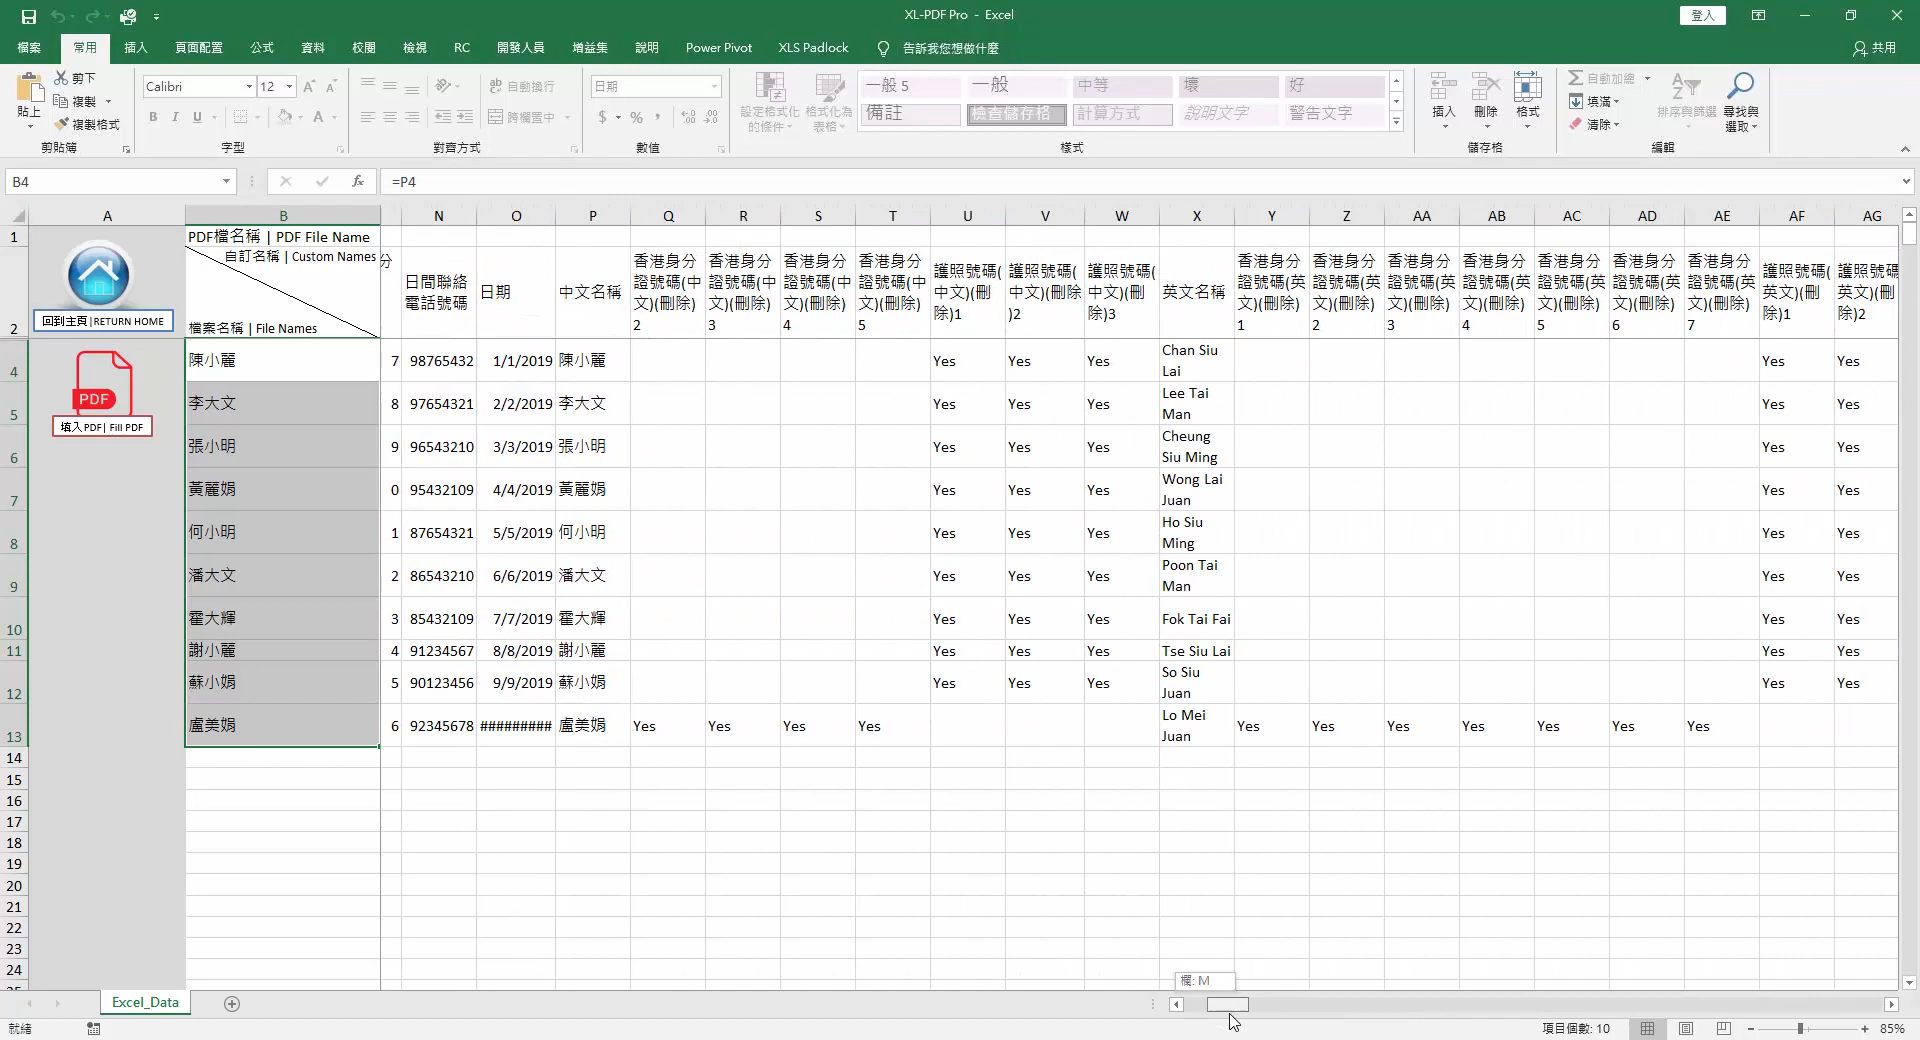 XL-PDF Pro - Excel
登入
檔案 常用 插入 頁面配置 公式 資料 校閱 檢視 RC 開發人員 增益集 說明 Power Pivot XLS Padlock 告訴我您想做什麼 共用
貼上
剪下
複製
複製格式
剪貼簿
Calibri 12
B I U A
字型
自動換行
跨欄置中
對齊方式
日期
$ %
數值
設定格式化的條件
格式化為表格
一般 5 一般 中等 壞 好
備註 檢查儲存格 計算方式 說明文字 警告文字
樣式
插入 刪除 格式
儲存格
自動加總
填滿
清除
排序與篩選
尋找與選取
編輯
B4 fx =P4
A B N O P Q R S T U V W X Y Z AA AB AC AD AE AF AG
1 PDF檔名稱 | PDF File Name
自訂名稱 | Custom Names
檔案名稱 | File Names
回到主頁|RETURN HOME
2 分 日間聯絡電話號碼 日期 中文名稱 香港身分證號碼(中文)(刪除)2 香港身分證號碼(中文)(刪除)3 香港身分證號碼(中文)(刪除)4 香港身分證號碼(中文)(刪除)5 護照號碼(中文)(刪除)1 護照號碼(中文)(刪除)2 護照號碼(中文)(刪除)3 英文名稱 香港身分證號碼(英文)(刪除)1 香港身分證號碼(英文)(刪除)2 香港身分證號碼(英文)(刪除)3 香港身分證號碼(英文)(刪除)4 香港身分證號碼(英文)(刪除)5 香港身分證號碼(英文)(刪除)6 香港身分證號碼(英文)(刪除)7 護照號碼(英文)(刪除)1 護照號碼(英文)(刪除)2
PDF
填入PDF| Fill PDF
4 陳小麗 7 98765432 1/1/2019 陳小麗 Yes Yes Yes Chan Siu Lai Yes Yes
5 李大文 8 97654321 2/2/2019 李大文 Yes Yes Yes Lee Tai Man Yes Yes
6 張小明 9 96543210 3/3/2019 張小明 Yes Yes Yes Cheung Siu Ming Yes Yes
7 黃麗娟 0 95432109 4/4/2019 黃麗娟 Yes Yes Yes Wong Lai Juan Yes Yes
8 何小明 1 87654321 5/5/2019 何小明 Yes Yes Yes Ho Siu Ming Yes Yes
9 潘大文 2 86543210 6/6/2019 潘大文 Yes Yes Yes Poon Tai Man Yes Yes
10 霍大輝 3 85432109 7/7/2019 霍大輝 Yes Yes Yes Fok Tai Fai Yes Yes
11 謝小麗 4 91234567 8/8/2019 謝小麗 Yes Yes Yes Tse Siu Lai Yes Yes
12 蘇小娟 5 90123456 9/9/2019 蘇小娟 Yes Yes Yes So Siu Juan Yes Yes
13 盧美娟 6 92345678 ######### 盧美娟 Yes Yes Yes Yes Lo Mei Juan Yes Yes Yes Yes Yes Yes Yes
14
15
16
17
18
19
20
21
22
23
24
欄: M
Excel_Data
就緒 項目個數: 10 85%